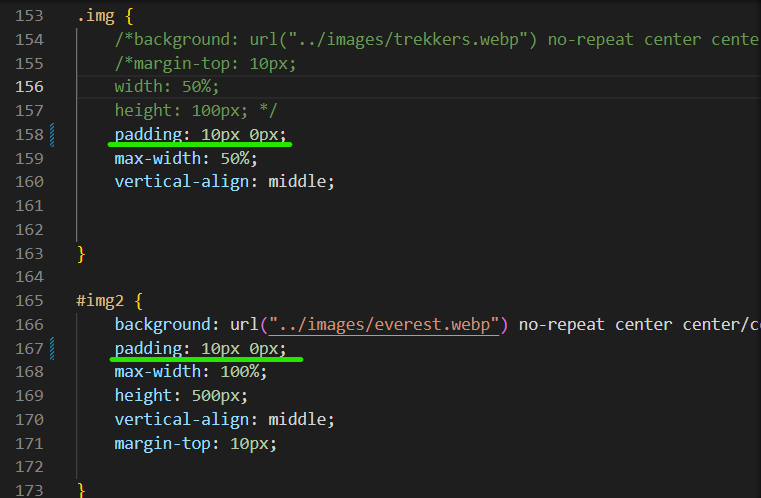 153 .img {
154 /*background: url("../images/trekkers.webp") no-repeat center cente
155 /*margin-top: 10px;
156 width: 50%;
157 height: 100px; */
158 padding: 10px 0px;
159 max-width: 50%;
160 vertical-align: middle;
161
162
163 }
164
165 #img2 {
166 background: url("../images/everest.webp") no-repeat center center/co
167 padding: 10px 0px;
168 max-width: 100%;
169 height: 500px;
170 vertical-align: middle;
171 margin-top: 10px;
172
173 }